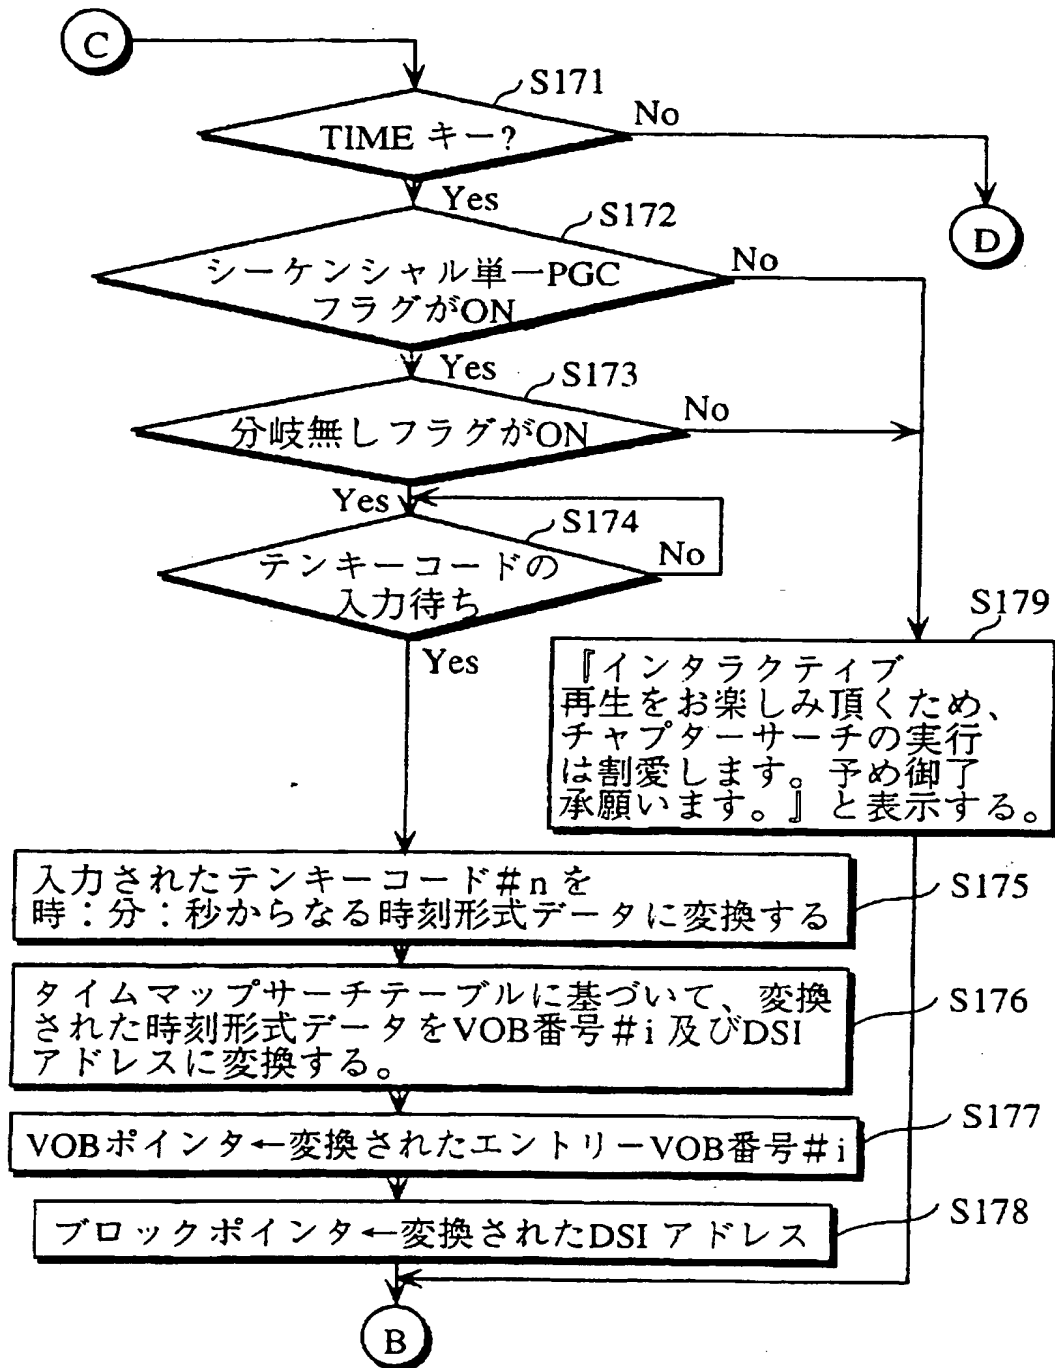 C
S171
TIME キー?
No
Yes
D
S172
シーケンシャル単一PGC
フラグがON
No
Yes
S173
分岐無しフラグがON
No
Yes
S174
テンキーコードの
入力待ち
No
Yes
S179
『インタラクティブ
再生をお楽しみ頂くため、
チャプターサーチの実行
は割愛します。予め御了
承願います。』と表示する。
入力されたテンキーコード#nを
時：分：秒からなる時刻形式データに変換する
S175
タイムマップサーチテーブルに基づいて、変換
された時刻形式データをVOB番号#i 及びDSI
アドレスに変換する。
S176
VOBポインタ←変換されたエントリーVOB番号#i
S177
ブロックポインタ←変換されたDSI アドレス
S178
B